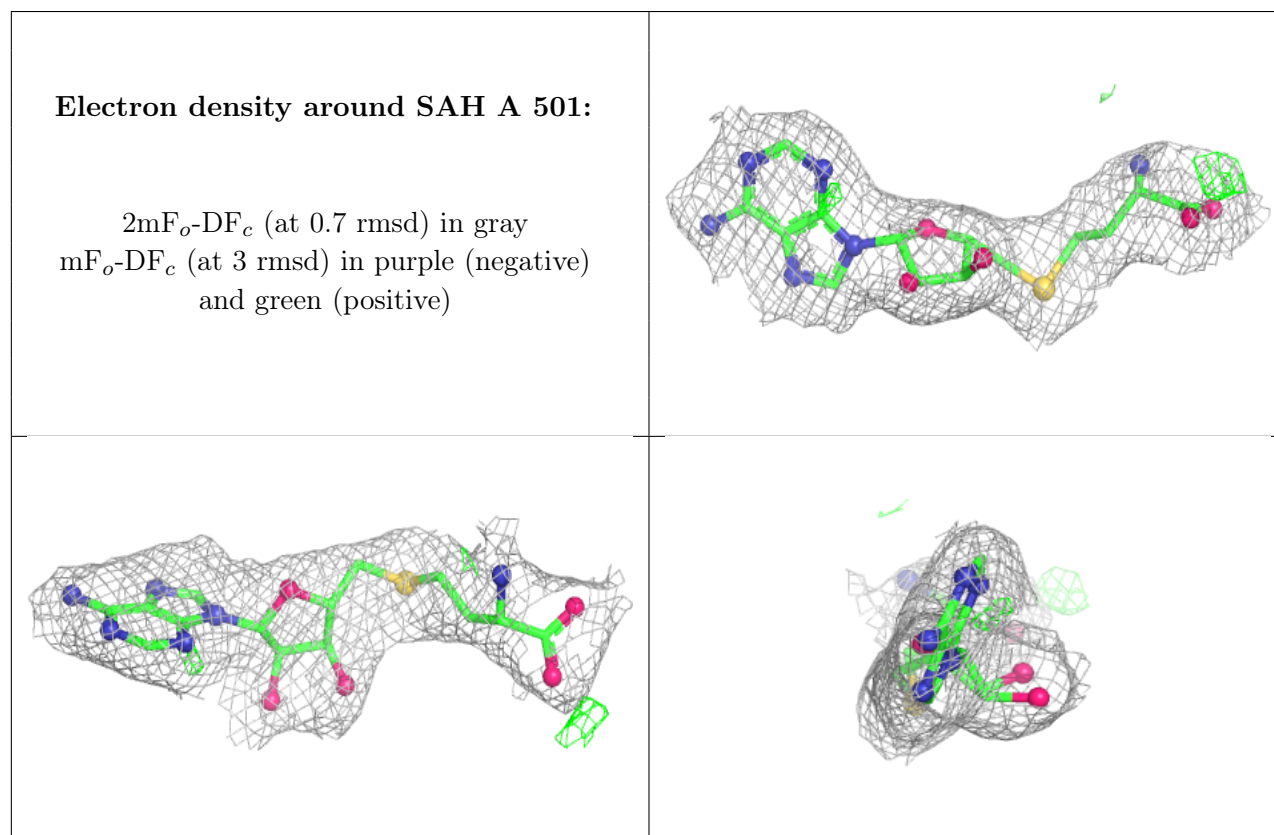 Electron density around SAH A 501:
2mFo-DFc (at 0.7 rmsd) in gray
mFo-DFc (at 3 rmsd) in purple (negative)
and green (positive)